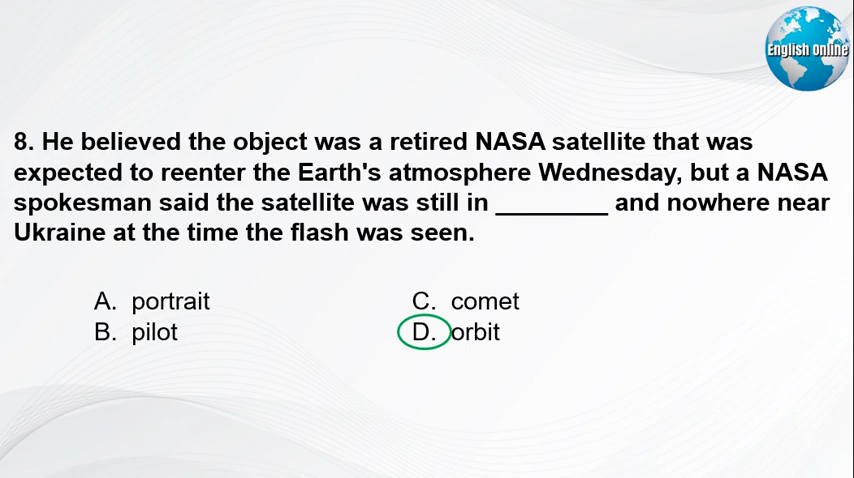 English Online
8. He believed the object was a retired NASA satellite that was
expected to reenter the Earth's atmosphere Wednesday, but a NASA
spokesman said the satellite was still in ________ and nowhere near
Ukraine at the time the flash was seen.
A. portrait
B. pilot
C. comet
D. orbit